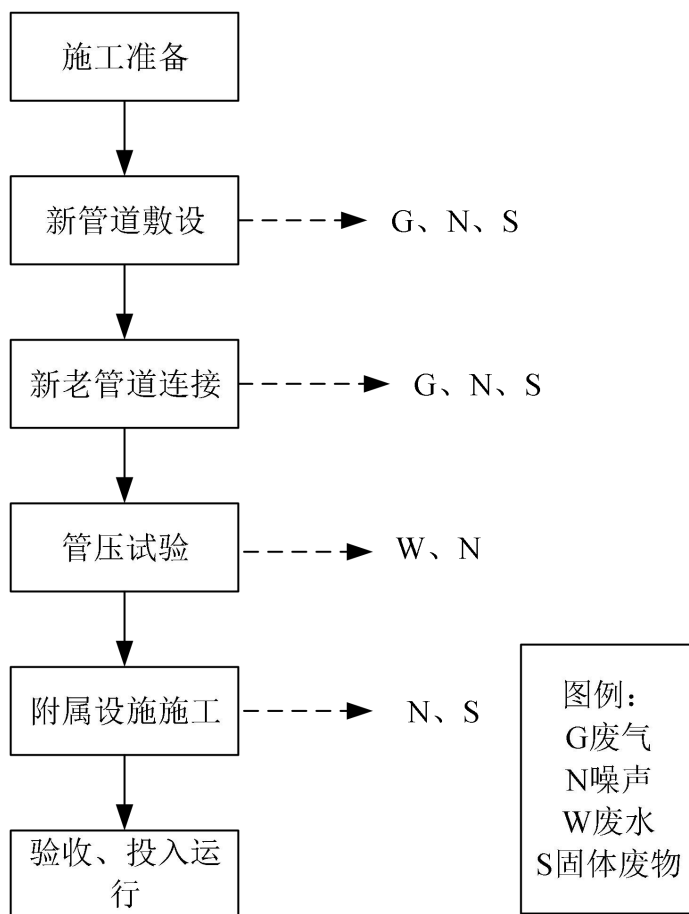 施工准备
新管道敷设
G、N、S
新老管道连接
G、N、S
管压试验
W、N
附属设施施工
N、S
验收、投入运
行
图例：
G废气
N噪声
W废水
S固体废物